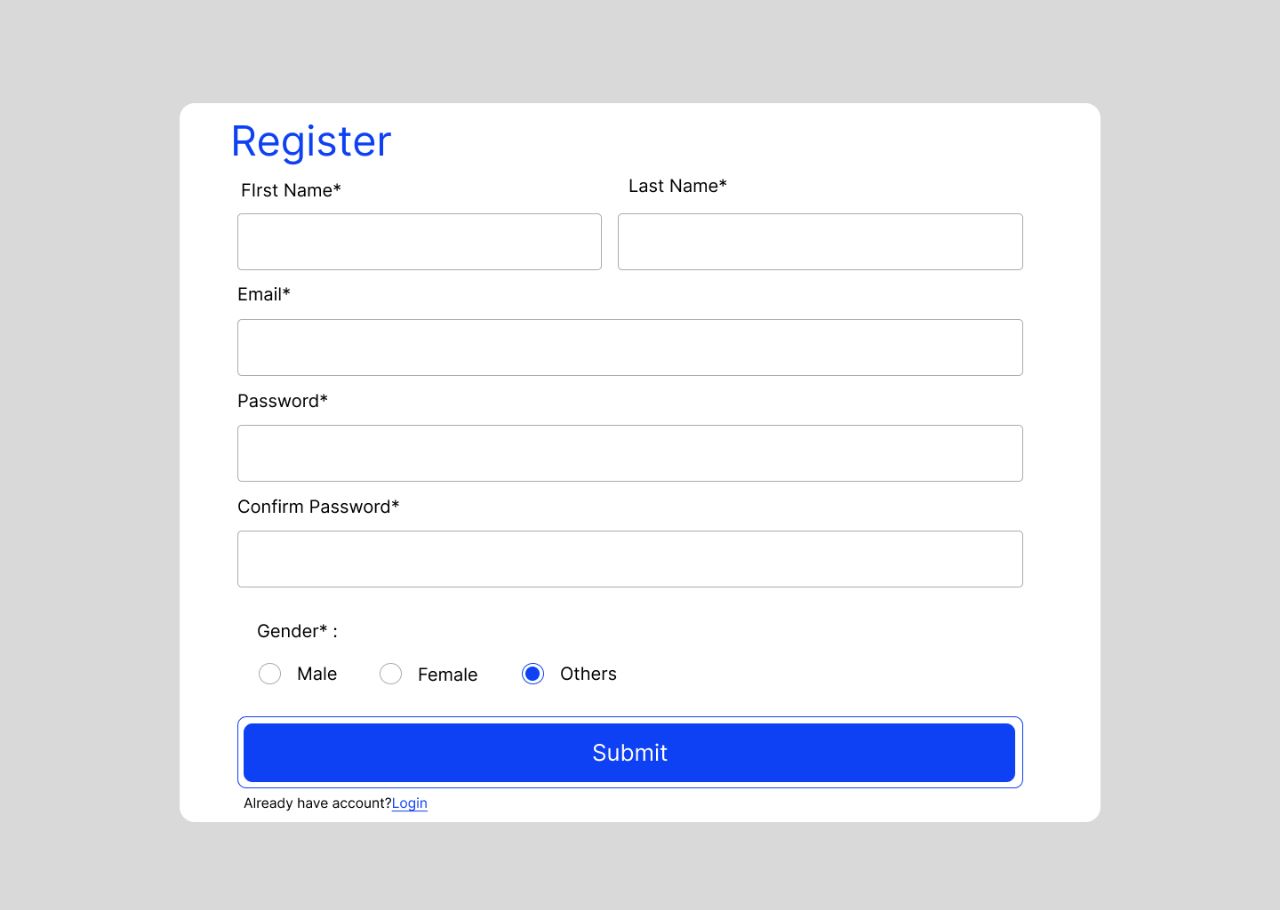 Register
FIrst Name* Last Name*
Email*
Password*
Confirm Password*
Gender* :
Male Female Others
Submit
Already have account?Login